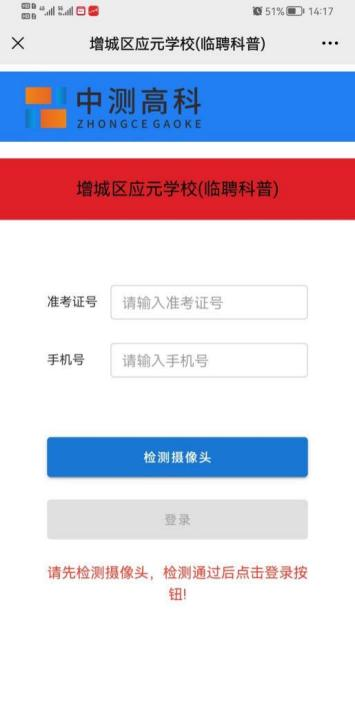 51% 14:17
增城区应元学校(临聘科普)
中测高科
ZHONGCE GAOKE
增城区应元学校(临聘科普)
准考证号 请输入准考证号
手机号 请输入手机号
检测摄像头
登录
请先检测摄像头，检测通过后点击登录按
钮!